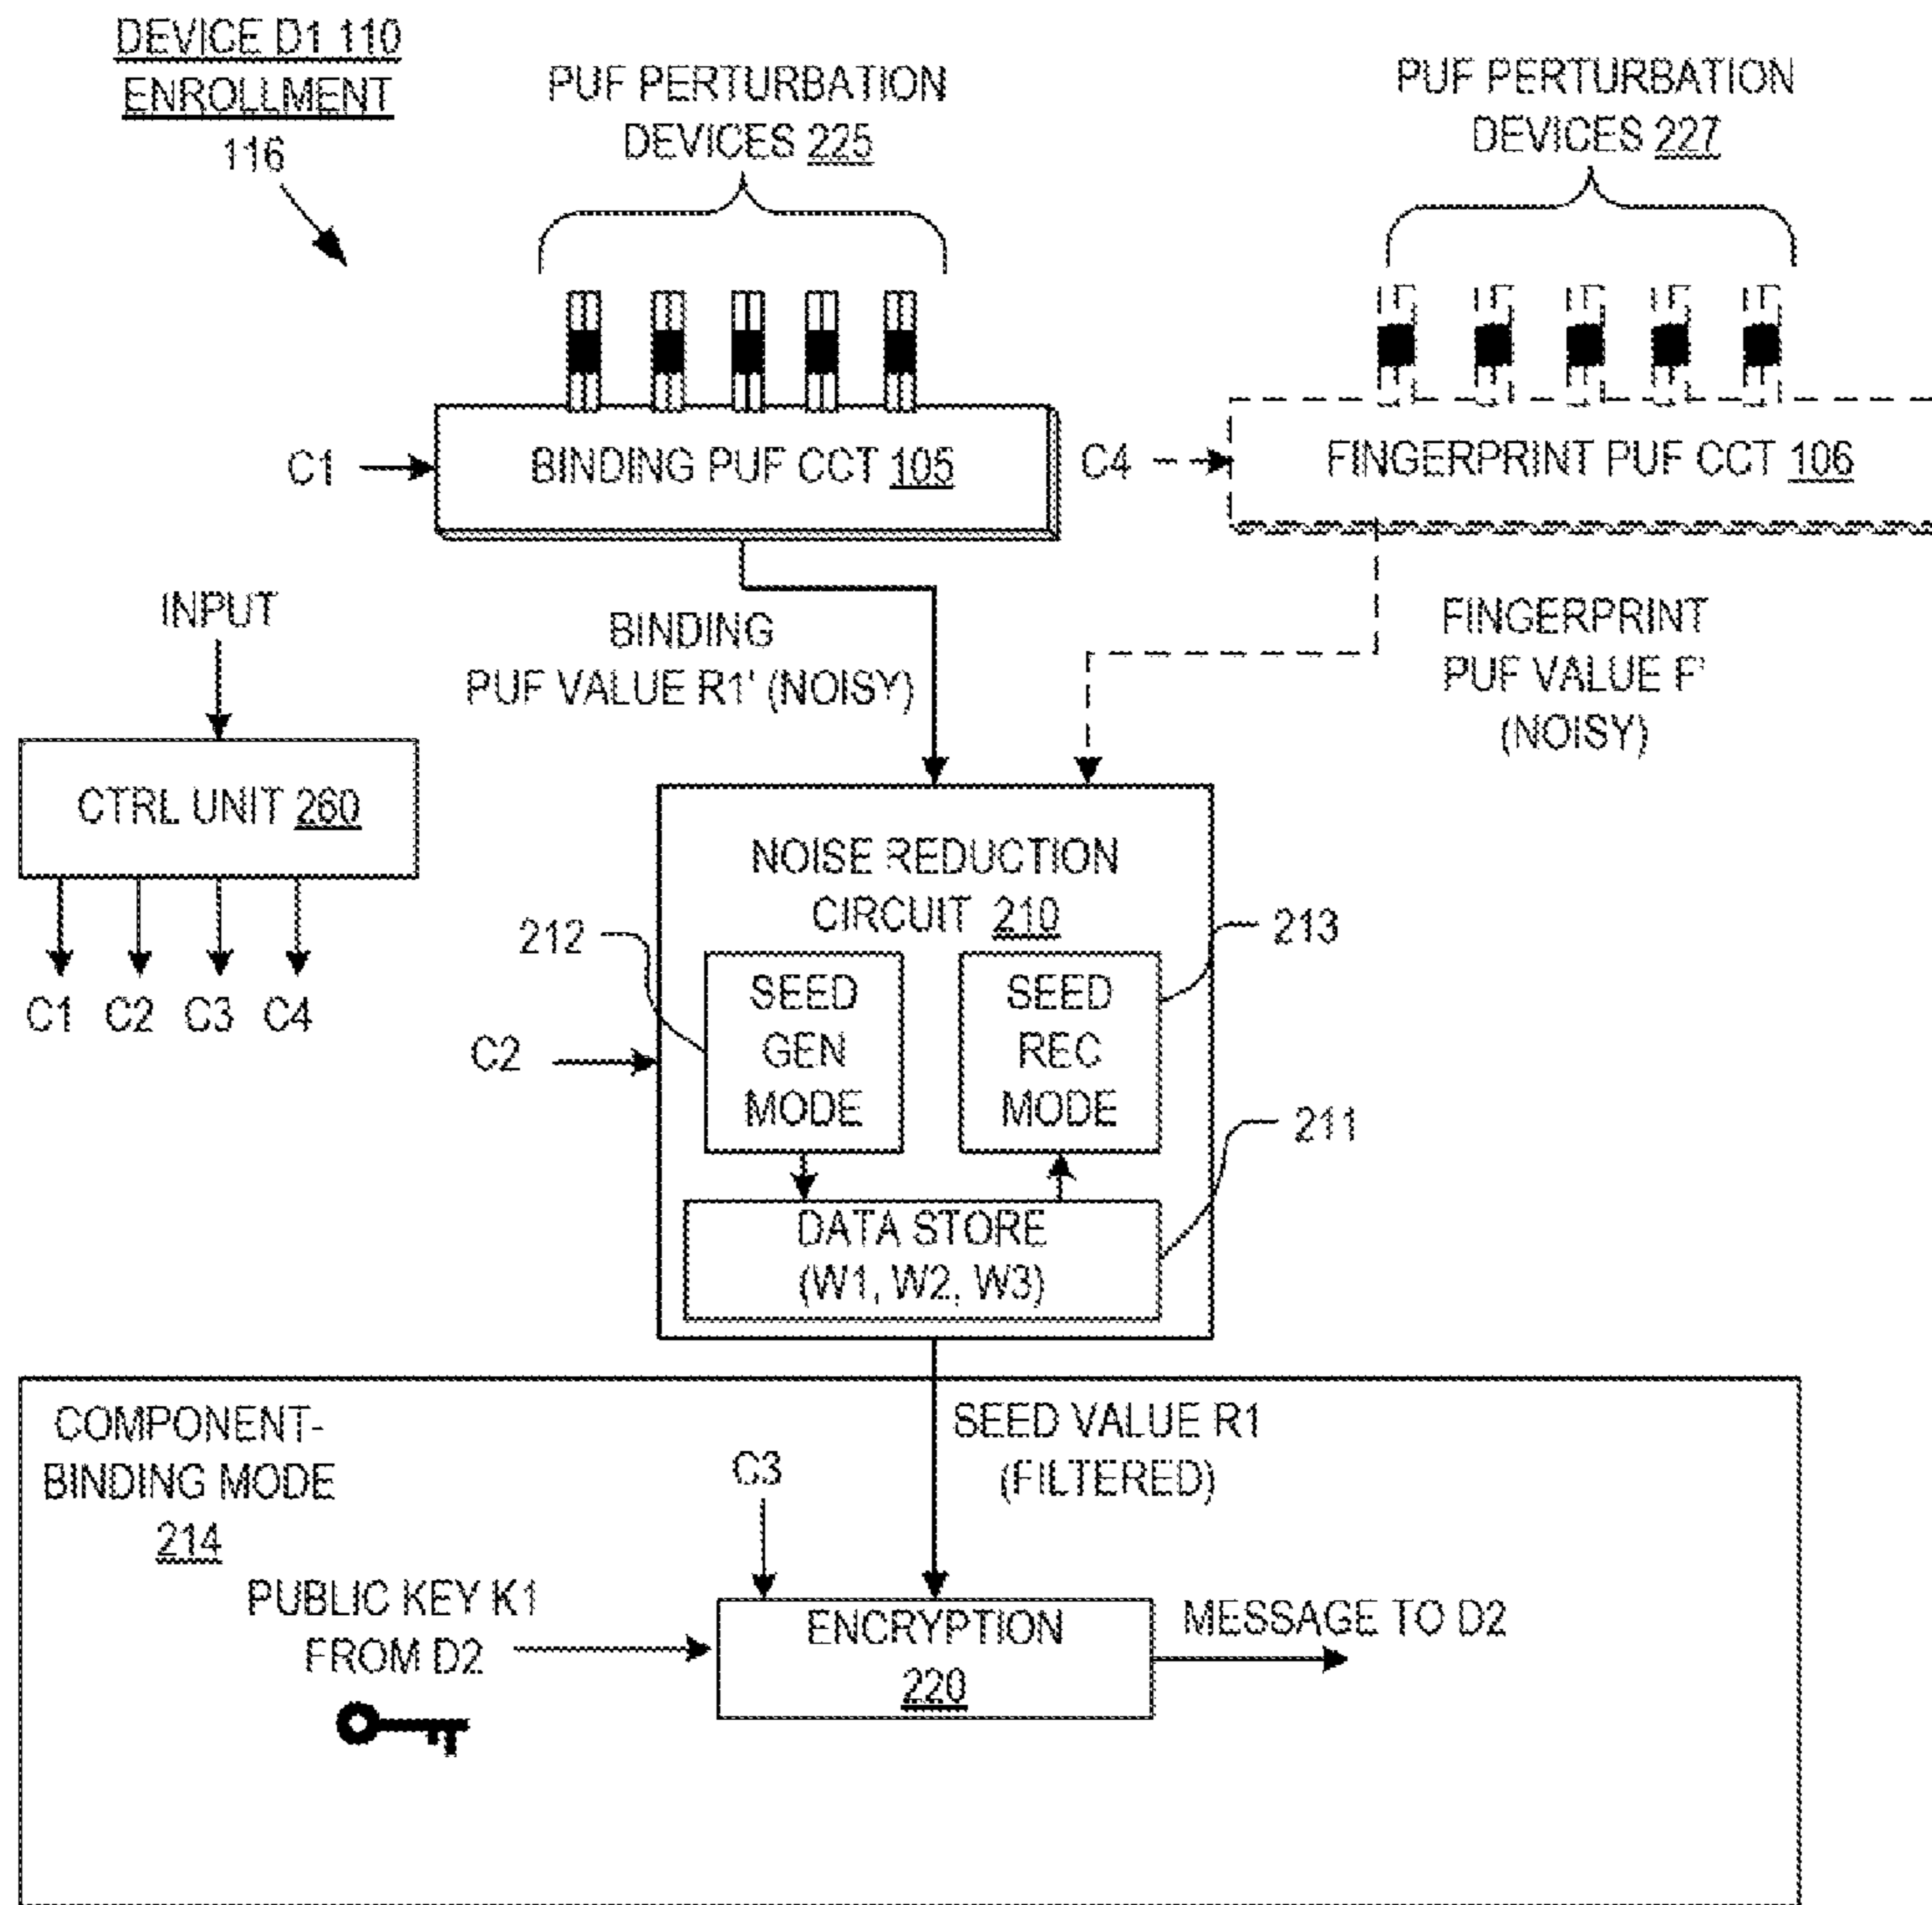 DEVICE D1 110
ENROLLMENT
116
PUF PERTURBATION
DEVICES 225
PUF PERTURBATION
DEVICES 227
C1
BINDING PUF CCT 105
C4
FINGERPRINT PUF CCT 106
INPUT
BINDING
PUF VALUE R1' (NOISY)
FINGERPRINT
PUF VALUE F'
(NOISY)
CTRL UNIT 260
C1 C2 C3 C4
NOISE REDUCTION
CIRCUIT 210
212
213
SEED
GEN
MODE
SEED
REC
MODE
C2
211
DATA STORE
(W1, W2, W3)
COMPONENT-
BINDING MODE
214
SEED VALUE R1
(FILTERED)
C3
PUBLIC KEY K1
FROM D2
ENCRYPTION
220
MESSAGE TO D2